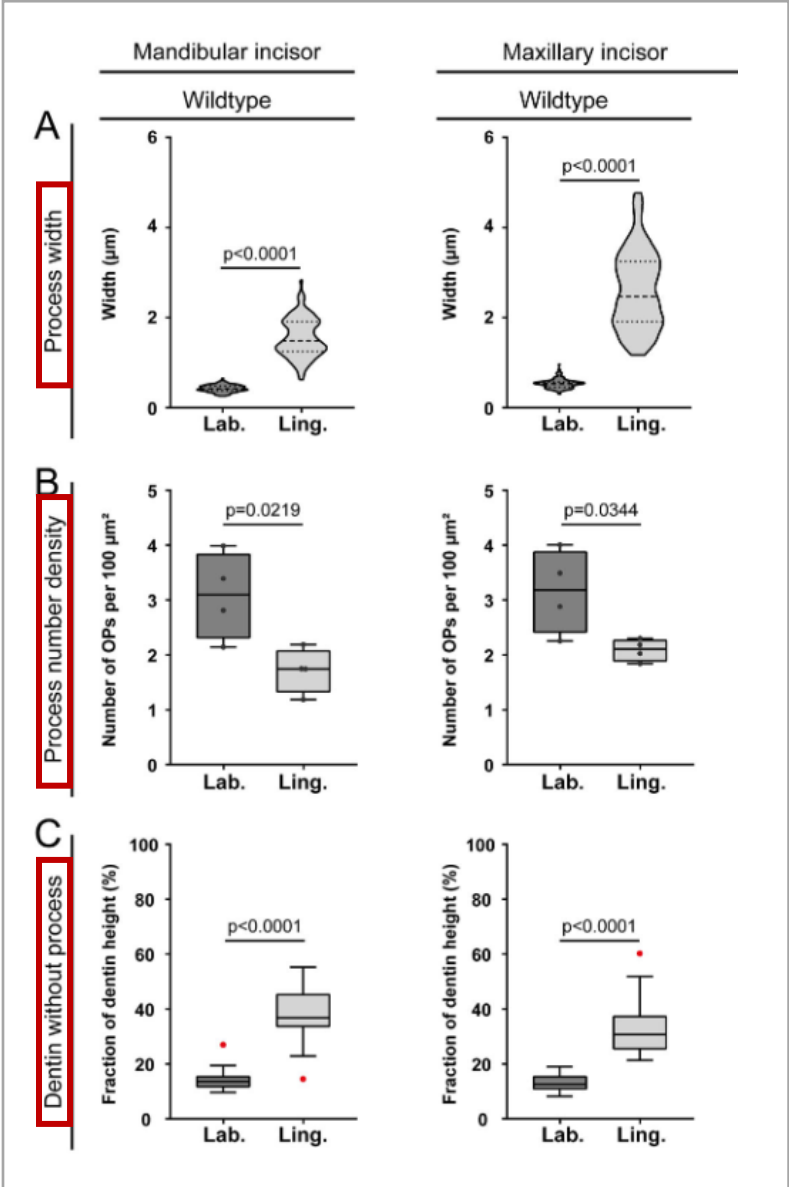 Mandibular incisor
Maxillary incisor
Wildtype
Wildtype
A
Process width
Width (µm)
6
4
2
0
p<0.0001
Lab.
Ling.
Width (µm)
6
4
2
0
p<0.0001
Lab.
Ling.
B
Process number density
Number of OPs per 100 µm²
5
4
3
2
1
0
p=0.0219
Lab.
Ling.
Number of OPs per 100 µm²
5
4
3
2
1
0
p=0.0344
Lab.
Ling.
C
Dentin without process
Fraction of dentin height (%)
100
80
60
40
20
0
p<0.0001
Lab.
Ling.
Fraction of dentin height (%)
100
80
60
40
20
0
p<0.0001
Lab.
Ling.